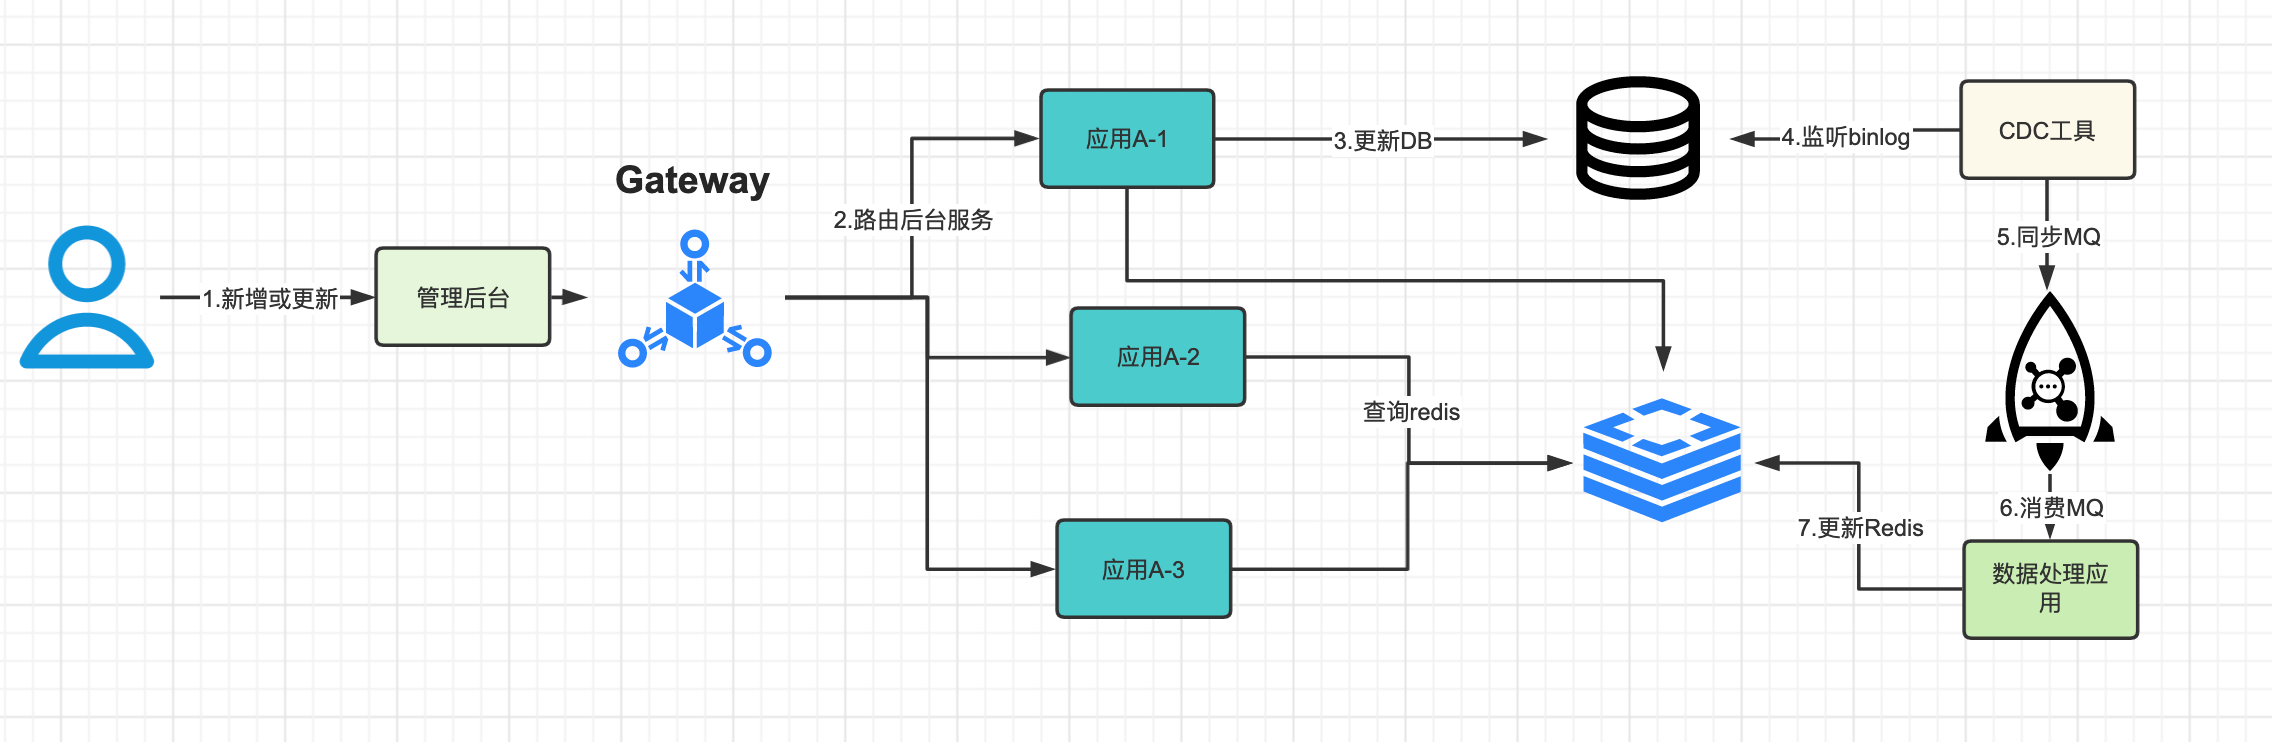 Gateway
1.新增或更新
管理后台
2.路由后台服务
应用A-1
3.更新DB
4.监听binlog
CDC工具
5.同步MQ
应用A-2
查询redis
应用A-3
6.消费MQ
7.更新Redis
数据处理应
用